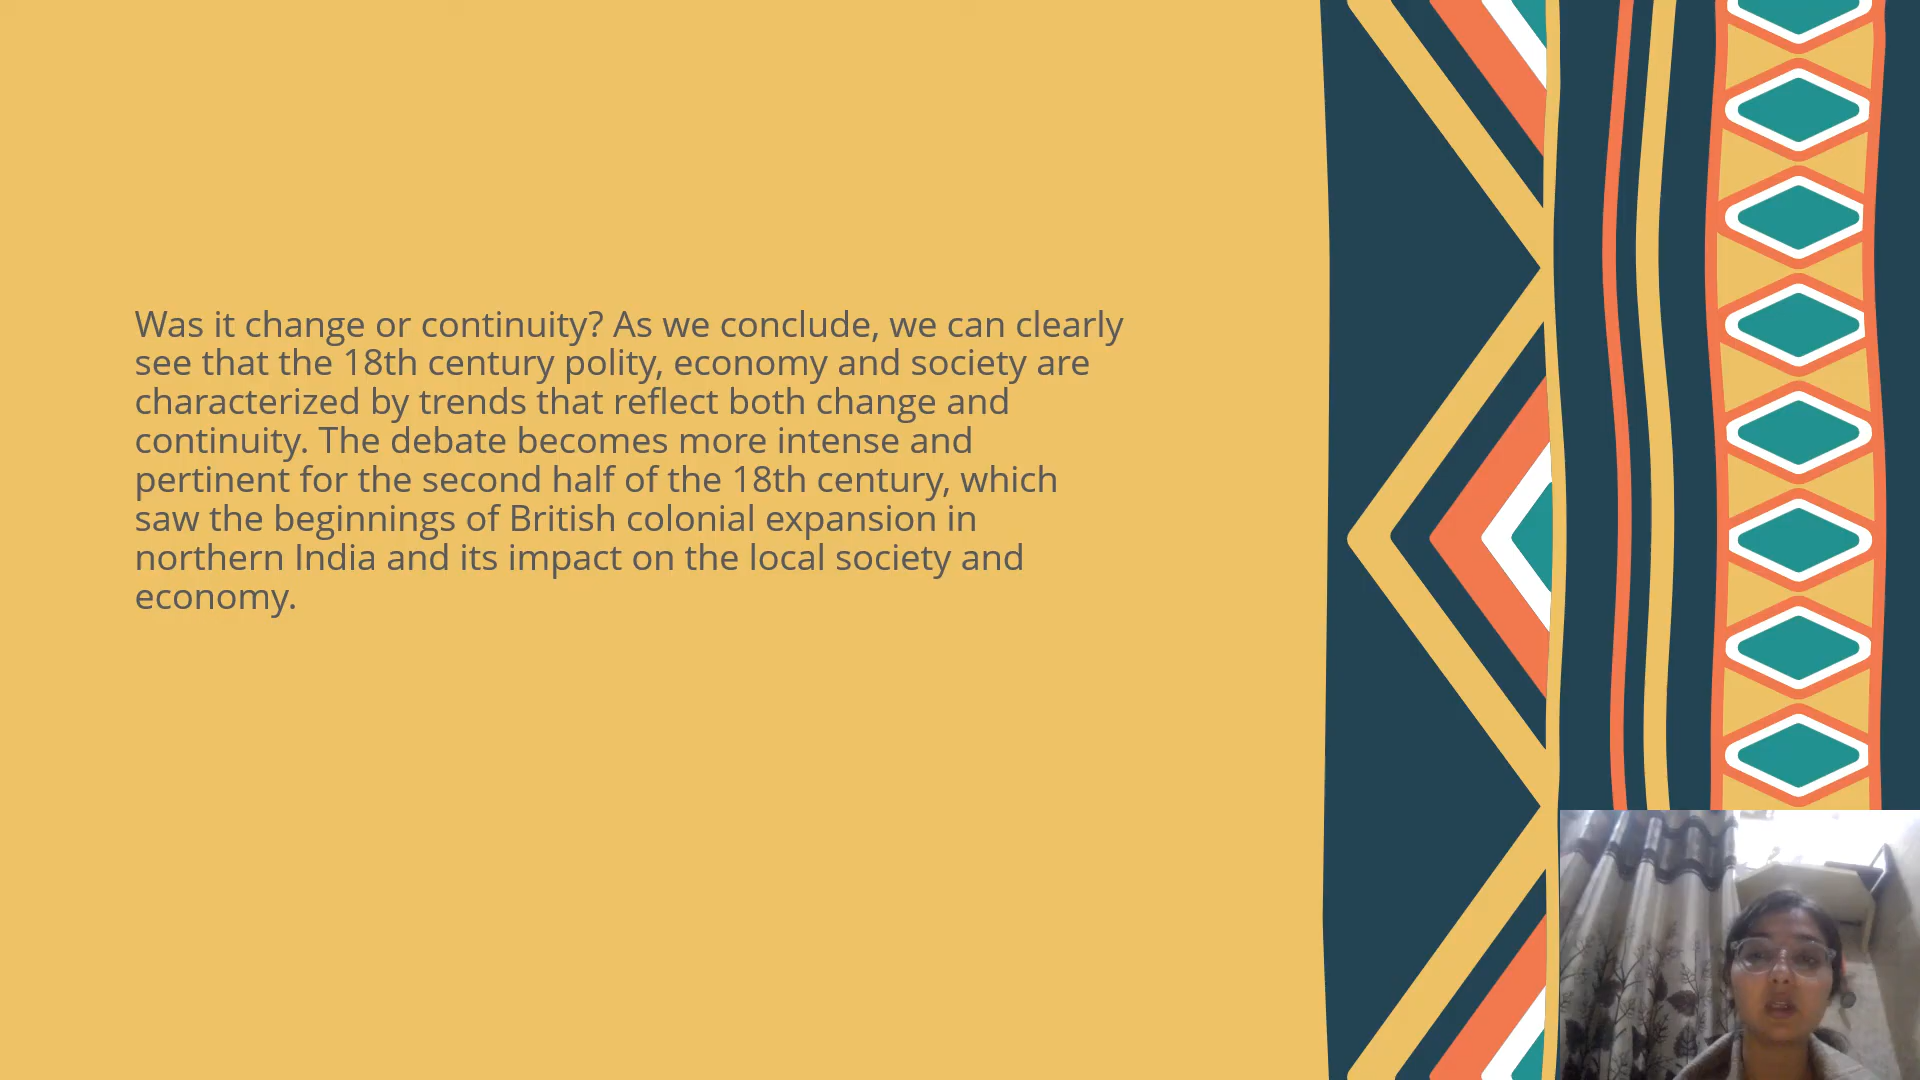 Was it change or continuity? As we conclude, we can clearly
see that the 18th century polity, economy and society are
characterized by trends that reflect both change and
continuity. The debate becomes more intense and
pertinent for the second half of the 18th century, which
saw the beginnings of British colonial expansion in
northern India and its impact on the local society and
economy.